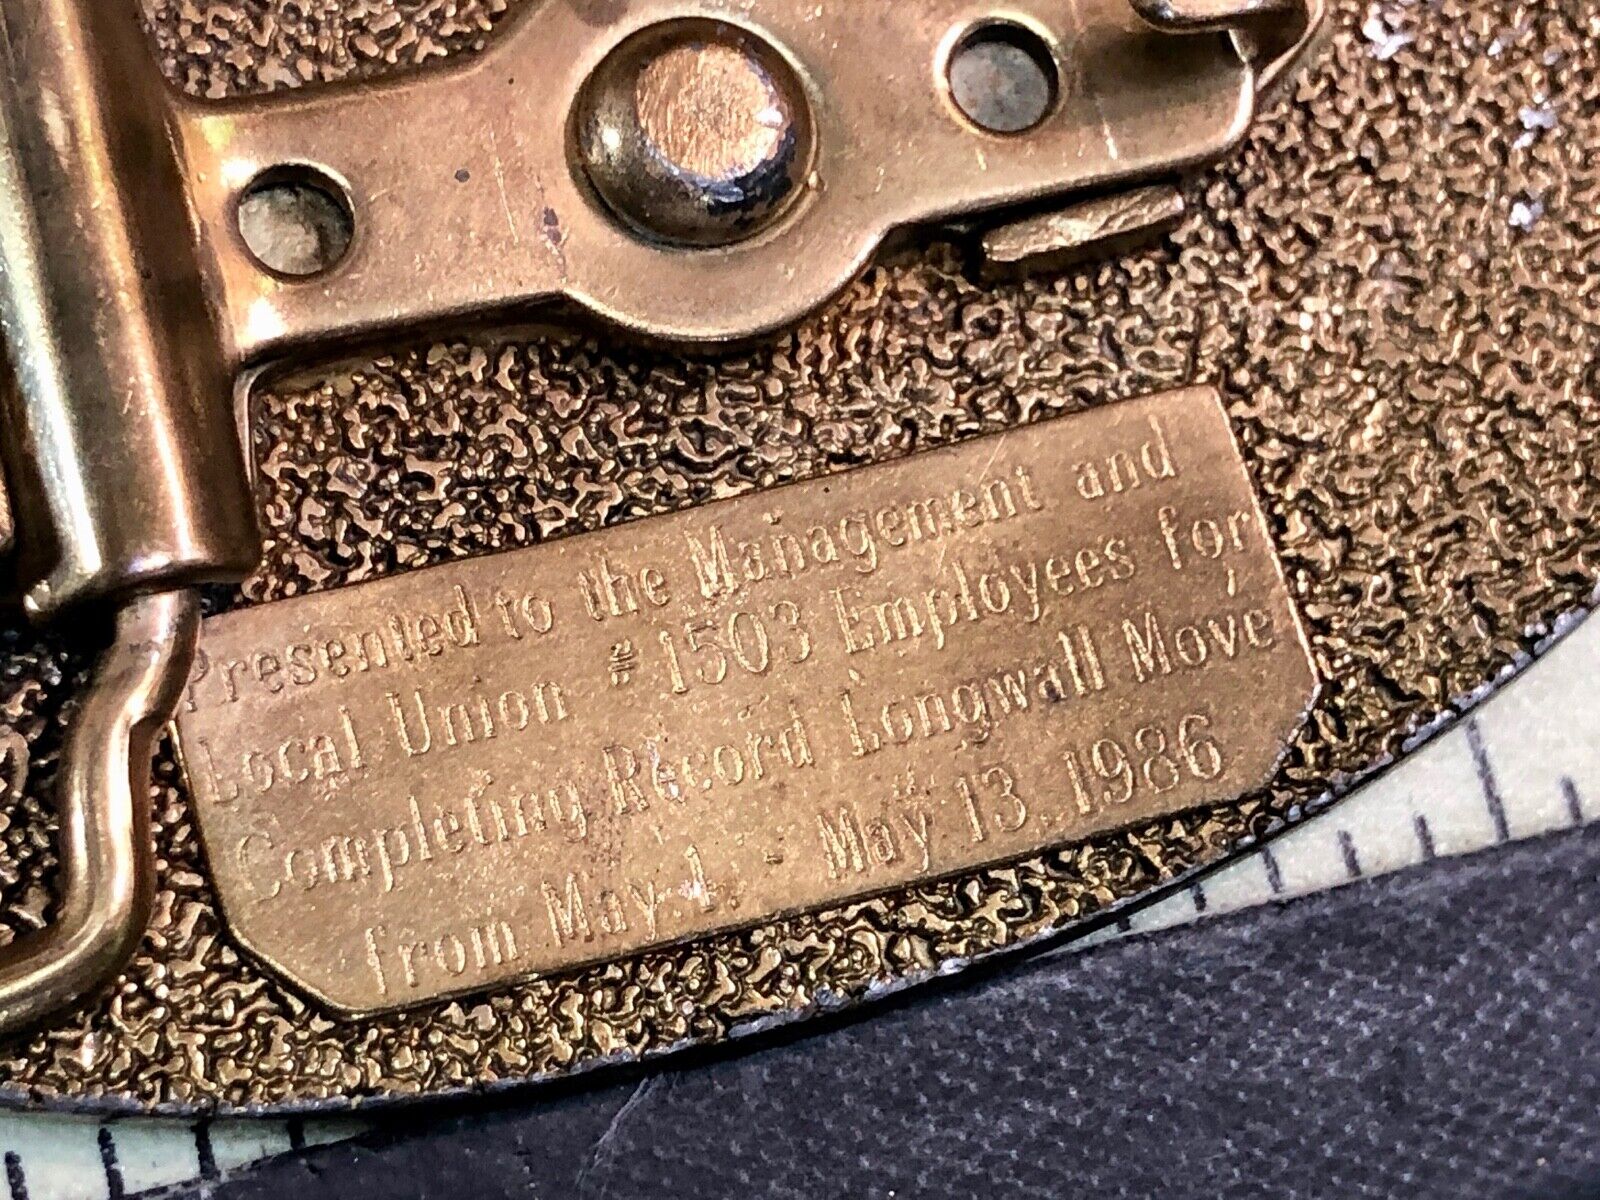 Presented to the Management and
Local Union # 1503 Employees for
Completing Record Longwall Move
from May 1. - May 13, 1986